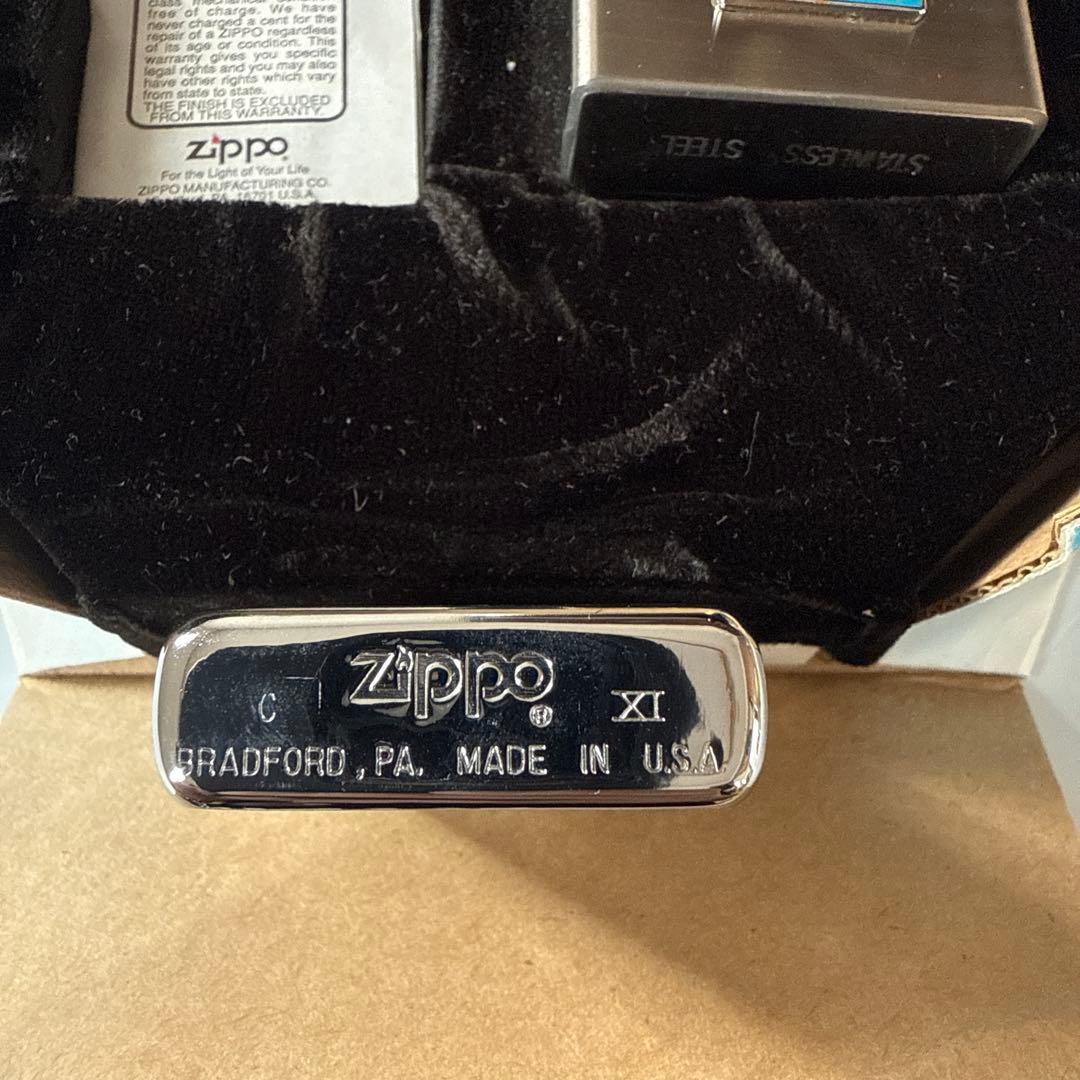 class mechanical condition
free of charge. We have
never charged a cent for the
repair of a ZIPPO regardless
of its age or condition. This
warranty gives you specific
legal rights and you may also
have other rights which vary
from state to state.
THE FINISH IS EXCLUDED
FROM THIS WARRANTY.
zippo
For the Light of Your Life
ZIPPO MANUFACTURING CO.
PA. 16701 U.S.A.
STAINLESS STEEL
C zippo® XI
BRADFORD, PA. MADE IN U.S.A.